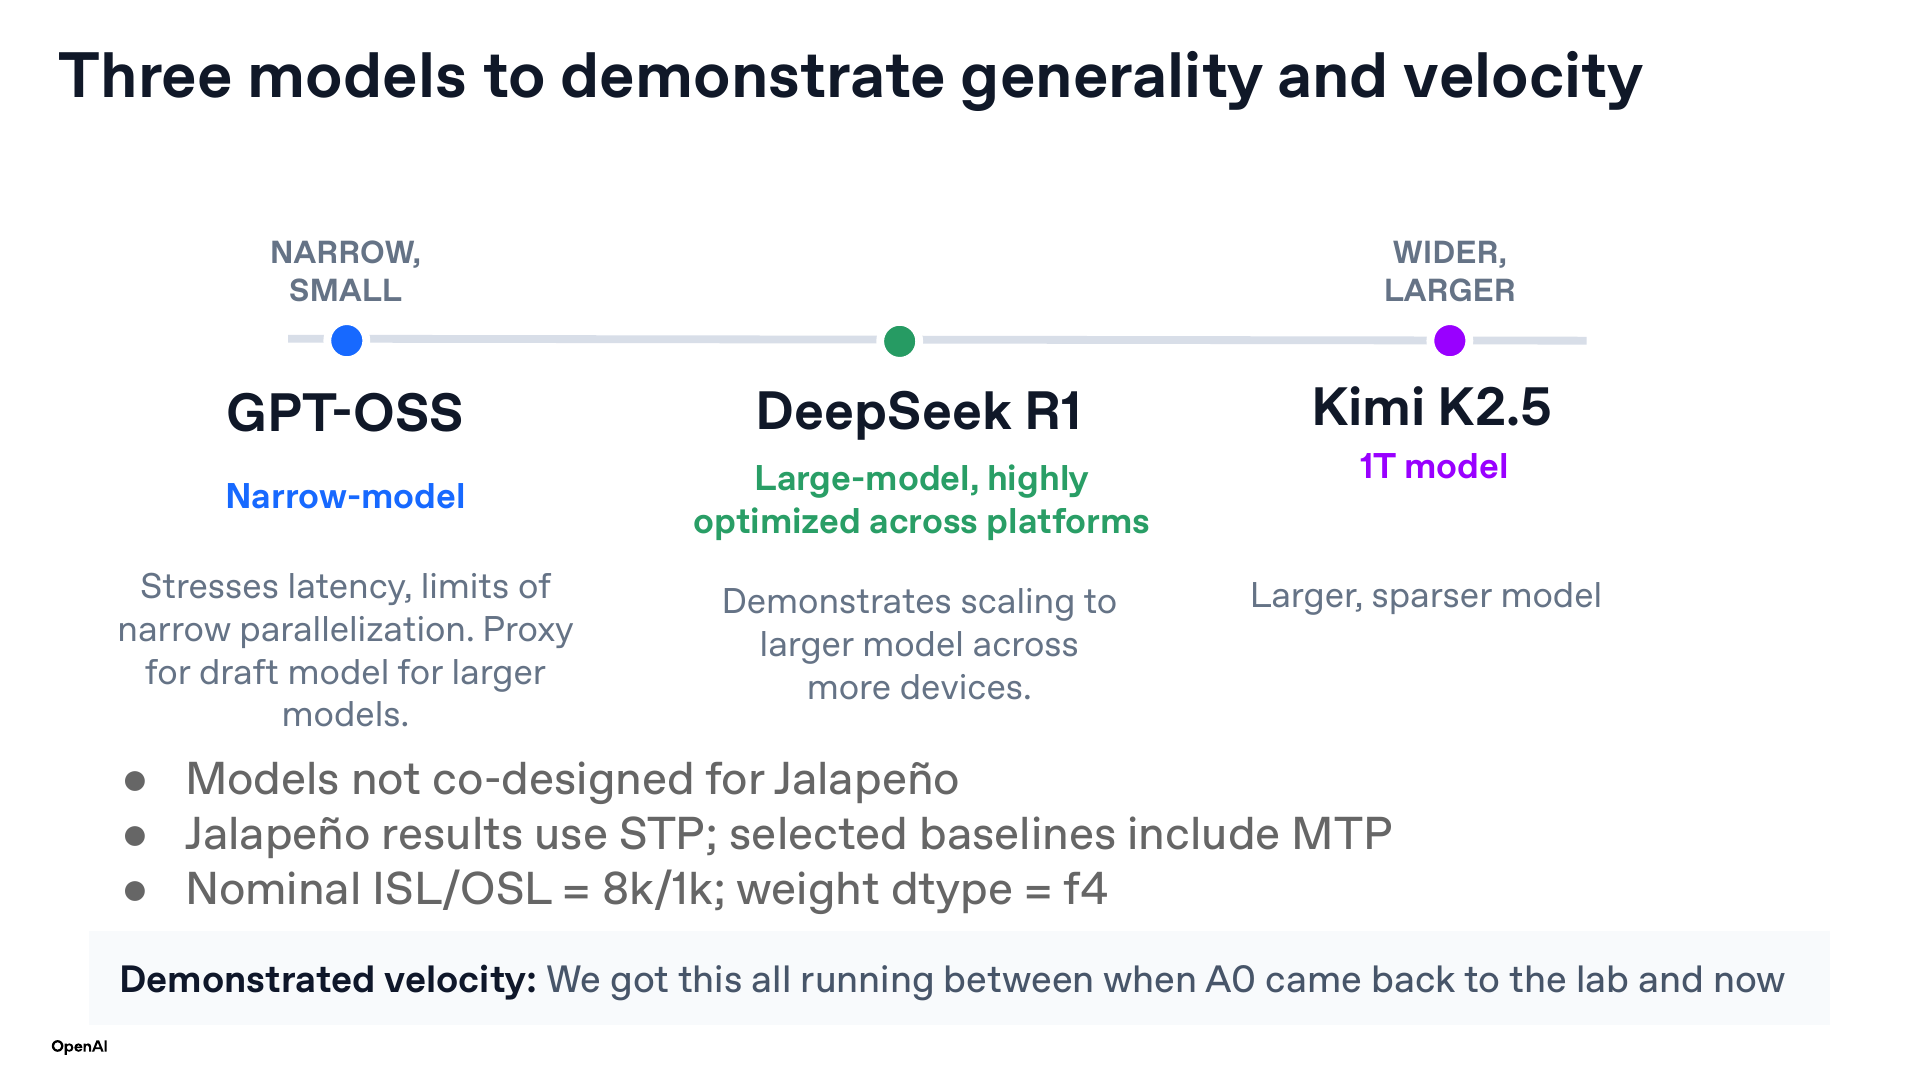 Three models to demonstrate generality and velocity
NARROW,
SMALL
WIDER,
LARGER
GPT-OSS
Narrow-model
Stresses latency, limits of
narrow parallelization. Proxy
for draft model for larger
models.
DeepSeek R1
Large-model, highly
optimized across platforms
Demonstrates scaling to
larger model across
more devices.
Kimi K2.5
1T model
Larger, sparser model
● Models not co-designed for Jalapeño
● Jalapeño results use STP; selected baselines include MTP
● Nominal ISL/OSL = 8k/1k; weight dtype = f4
Demonstrated velocity: We got this all running between when A0 came back to the lab and now
OpenAI